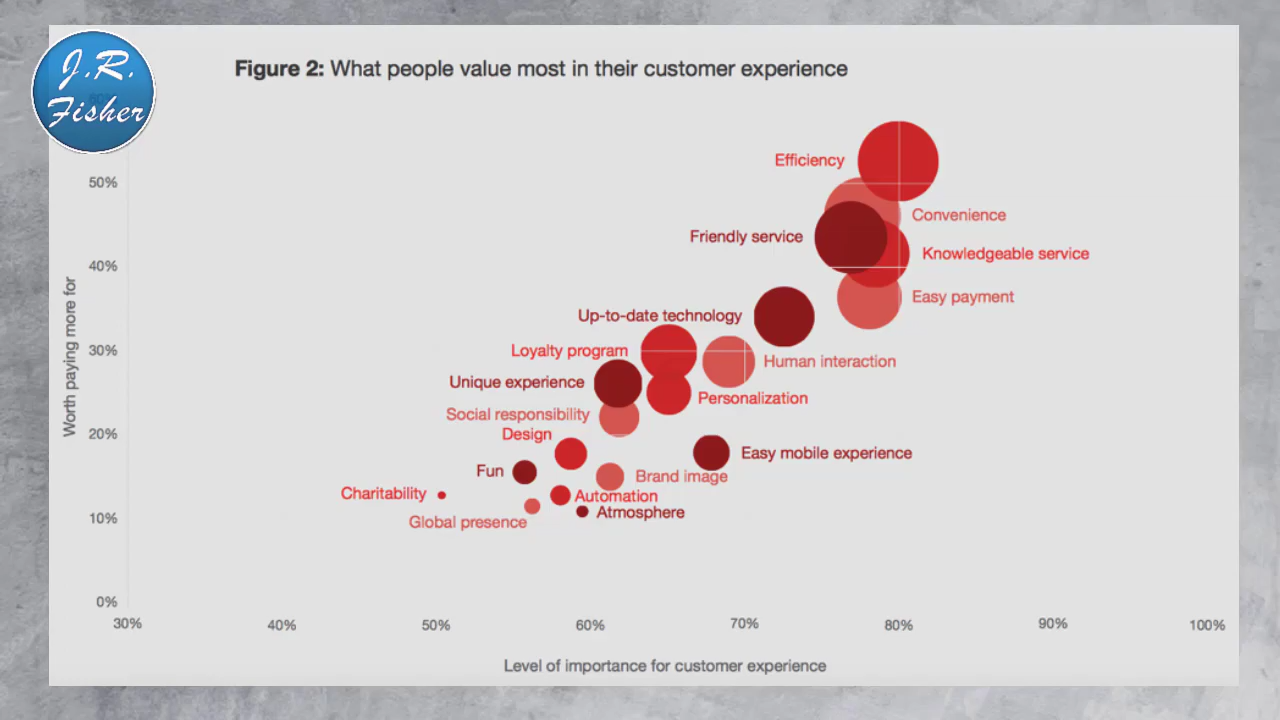 J.R.
Fisher
Figure 2: What people value most in their customer experience
Efficiency
50%
Convenience
Friendly service
Knowledgeable service
40%
Easy payment
Up-to-date technology
Loyalty program
30%
Human interaction
Unique experience
Personalization
Social responsibility
Design
20%
Easy mobile experience
Fun
Brand image
Charitability
Automation
Atmosphere
10%
Global presence
0%
Worth paying more for
30%
40%
50%
60%
70%
80%
90%
100%
Level of importance for customer experience